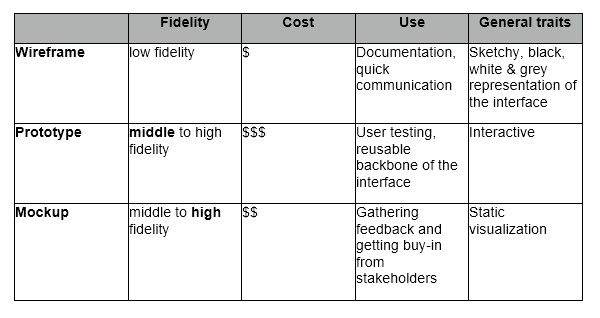 Fidelity Cost Use General traits
Wireframe low fidelity $ Documentation, quick communication Sketchy, black, white & grey representation of the interface
Prototype middle to high fidelity $$$ User testing, reusable backbone of the interface Interactive
Mockup middle to high fidelity $$ Gathering feedback and getting buy-in from stakeholders Static visualization